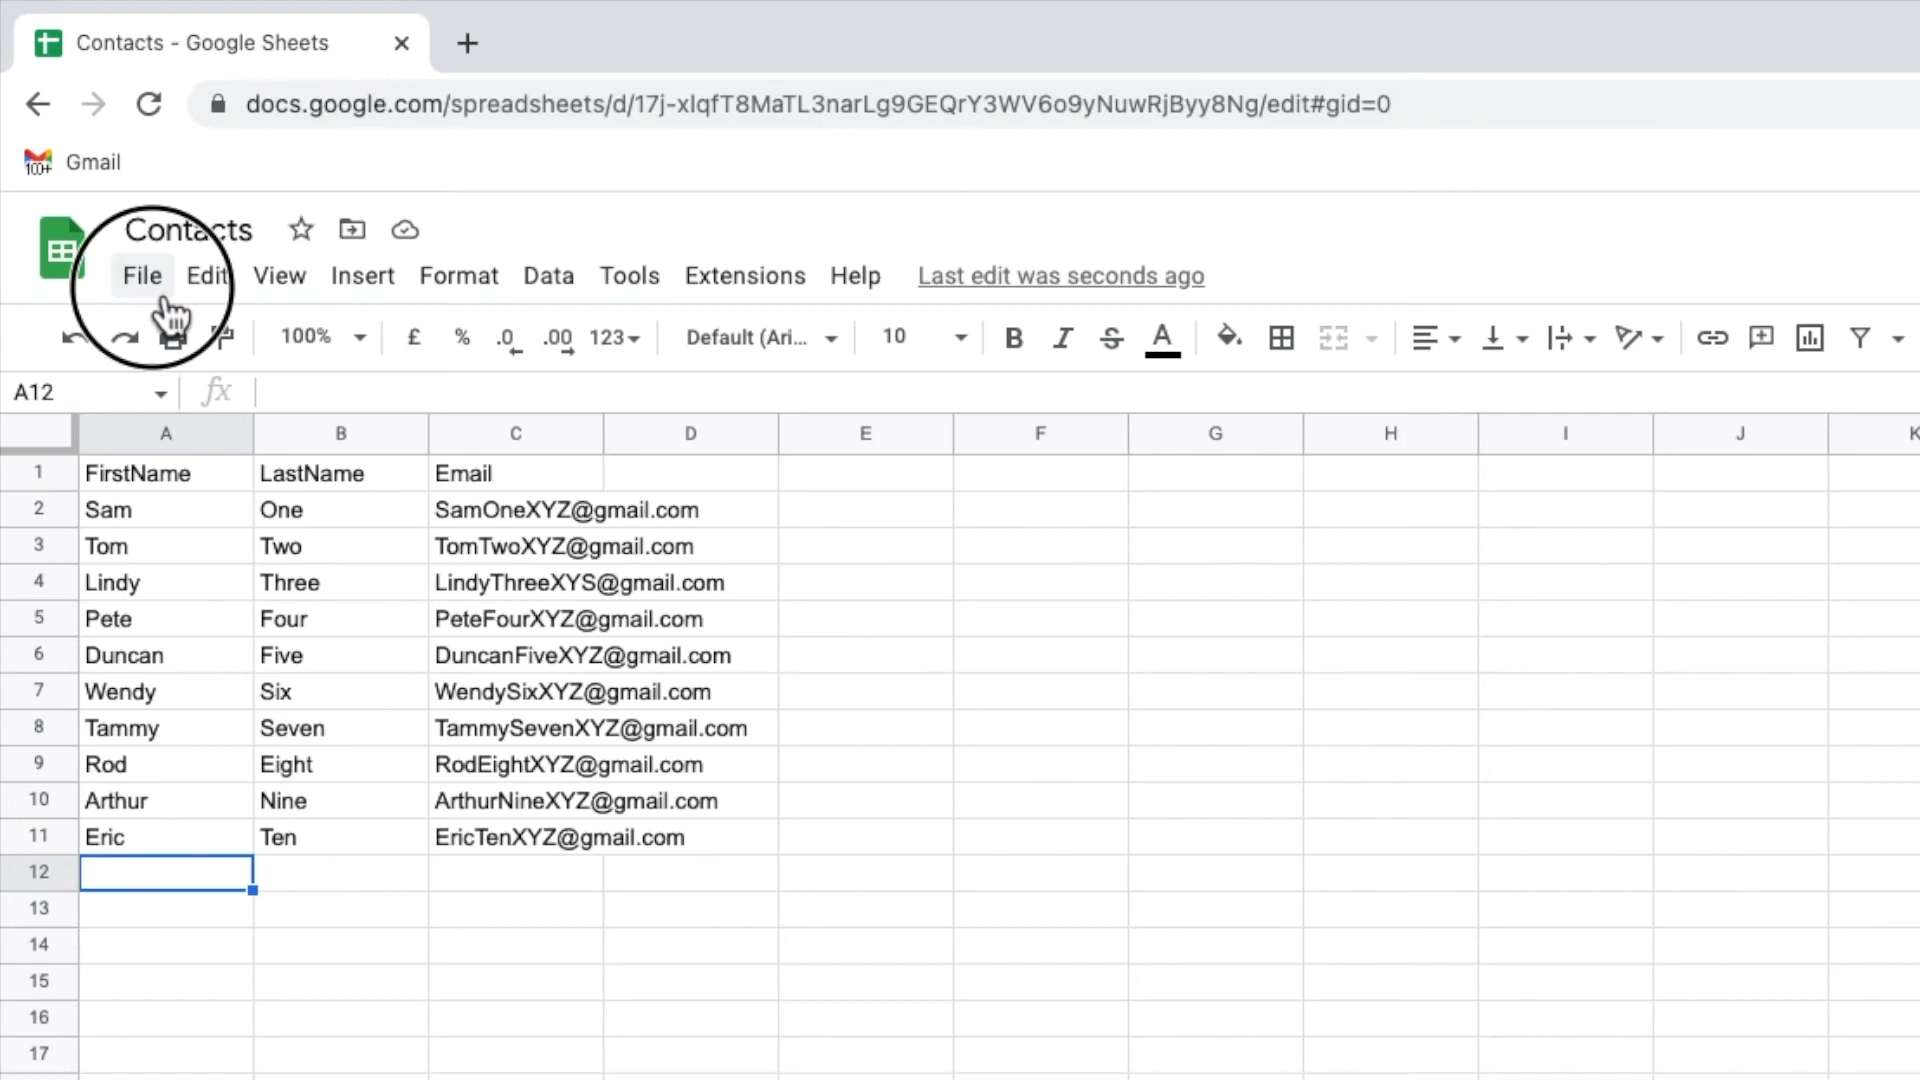 Contacts - Google Sheets
docs.google.com/spreadsheets/d/17j-xlqfT8MaTL3narLg9GEQrY3WV6o9yNuwRjByy8Ng/edit#gid=0
100+ Gmail
Contacts
File Edit View Insert Format Data Tools Extensions Help Last edit was seconds ago
100% £ % .0 .00 123 Default (Ari... 10 B I S A
A12 fx
A B C D E F G H I J K
1 FirstName LastName Email
2 Sam One SamOneXYZ@gmail.com
3 Tom Two TomTwoXYZ@gmail.com
4 Lindy Three LindyThreeXYS@gmail.com
5 Pete Four PeteFourXYZ@gmail.com
6 Duncan Five DuncanFiveXYZ@gmail.com
7 Wendy Six WendySixXYZ@gmail.com
8 Tammy Seven TammySevenXYZ@gmail.com
9 Rod Eight RodEightXYZ@gmail.com
10 Arthur Nine ArthurNineXYZ@gmail.com
11 Eric Ten EricTenXYZ@gmail.com
12
13
14
15
16
17